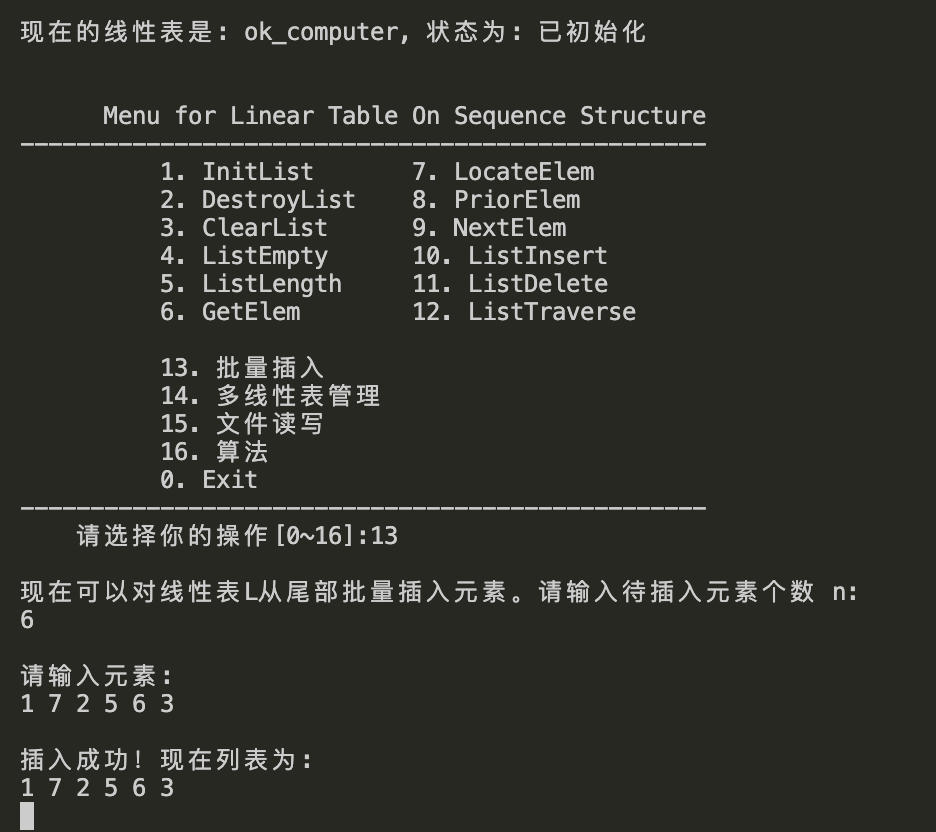 现在的线性表是: ok_computer, 状态为: 已初始化
Menu for Linear Table On Sequence Structure
-------------------------------------------------
1. InitList 7. LocateElem
2. DestroyList 8. PriorElem
3. ClearList 9. NextElem
4. ListEmpty 10. ListInsert
5. ListLength 11. ListDelete
6. GetElem 12. ListTraverse
13. 批量插入
14. 多线性表管理
15. 文件读写
16. 算法
0. Exit
-------------------------------------------------
请选择你的操作[0~16]:13
现在可以对线性表L从尾部批量插入元素。请输入待插入元素个数 n:
6
请输入元素:
1 7 2 5 6 3
插入成功! 现在列表为:
1 7 2 5 6 3